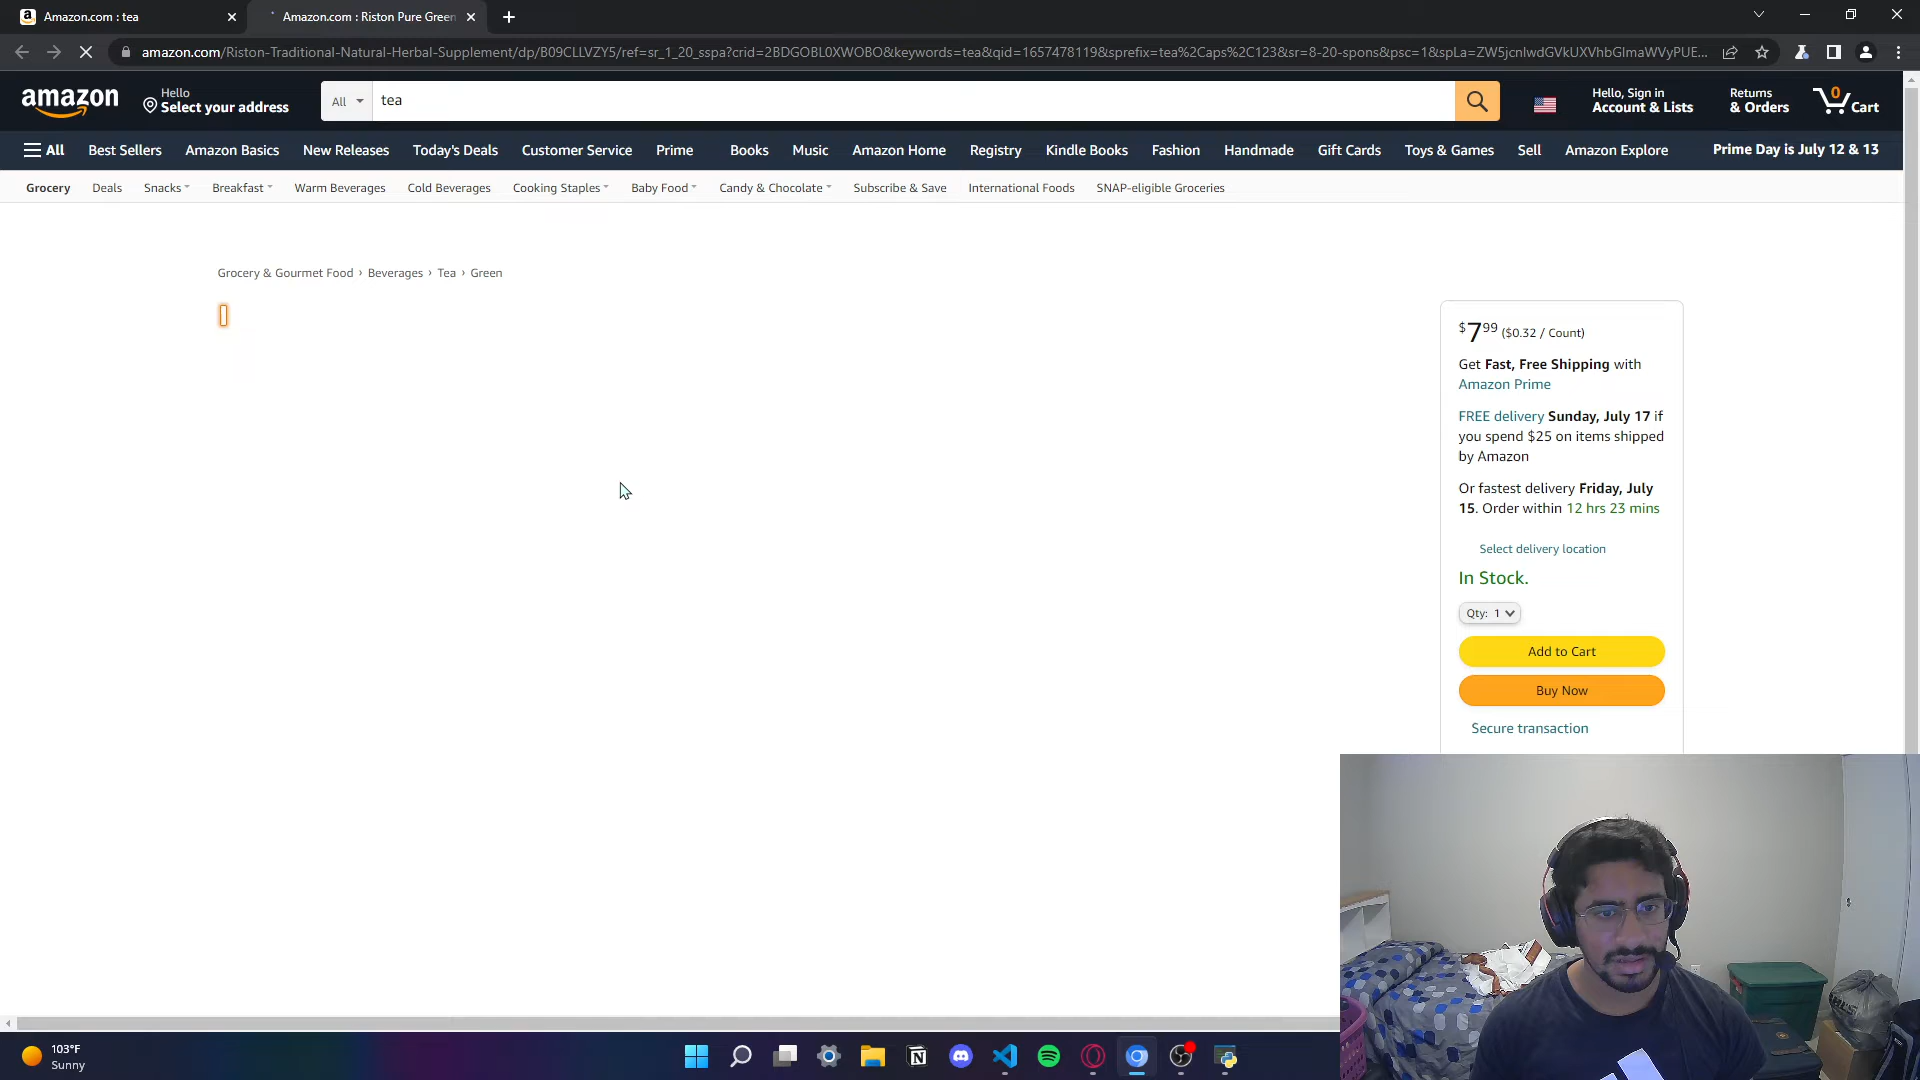 Amazon.com : tea
Amazon.com : Riston Pure Green
amazon.com/Riston-Traditional-Natural-Herbal-Supplement/dp/B09CLLVZY5/ref=sr_1_20_sspa?crid=2BDGOBL0XWOBO&keywords=tea&qid=1657478119&sprefix=tea%2Caps%2C123&sr=8-20-spons&psc=1&spLa=ZW5jcnlwdGVkUXVhbGlmaWVyPUE...
amazon
Hello
Select your address
All
tea
Hello, Sign in
Account & Lists
Returns
& Orders
0
Cart
All Best Sellers Amazon Basics New Releases Today's Deals Customer Service Prime Books Music Amazon Home Registry Kindle Books Fashion Handmade Gift Cards Toys & Games Sell Amazon Explore Prime Day is July 12 & 13
Grocery Deals Snacks Breakfast Warm Beverages Cold Beverages Cooking Staples Baby Food Candy & Chocolate Subscribe & Save International Foods SNAP-eligible Groceries
Grocery & Gourmet Food › Beverages › Tea › Green
$7 99 ($0.32 / Count)
Get Fast, Free Shipping with
Amazon Prime
FREE delivery Sunday, July 17 if
you spend $25 on items shipped
by Amazon
Or fastest delivery Friday, July
15. Order within 12 hrs 23 mins
Select delivery location
In Stock.
Qty: 1
Add to Cart
Buy Now
Secure transaction
103°F
Sunny